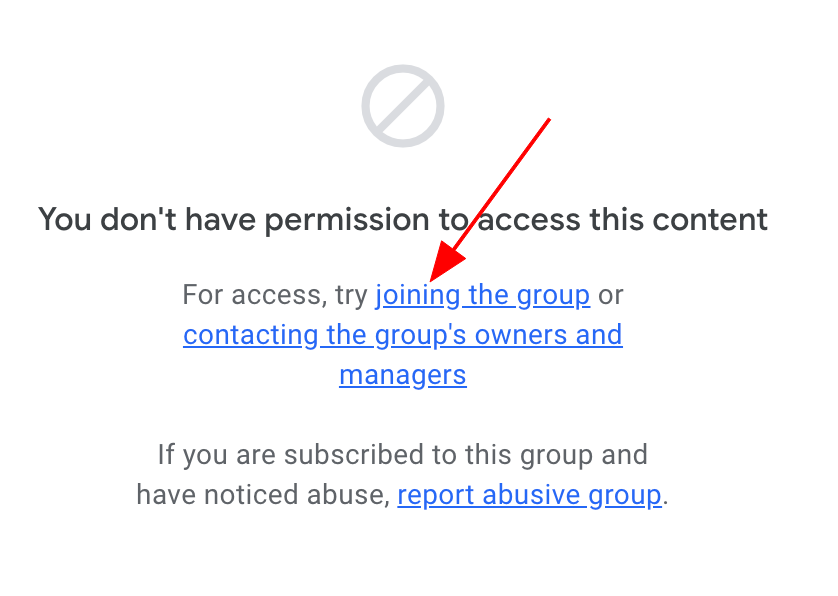 You don't have permission to access this content
For access, try joining the group or
contacting the group's owners and
managers
If you are subscribed to this group and
have noticed abuse, report abusive group.